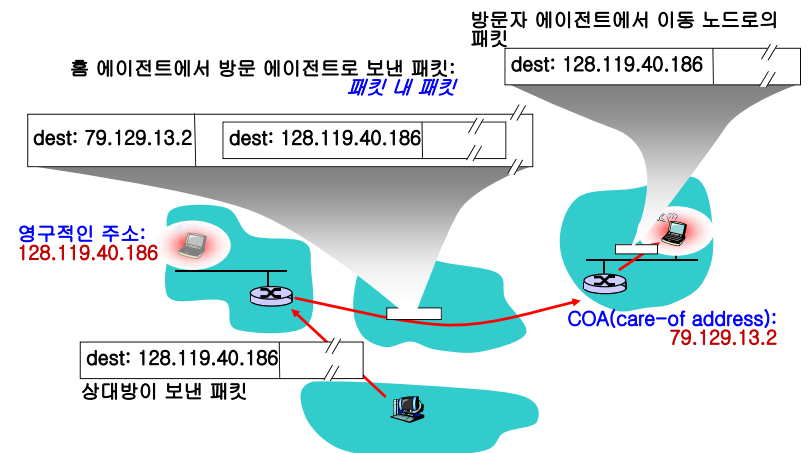 방문자 에이전트에서 이동 노드로의
패킷
dest: 128.119.40.186
홈 에이전트에서 방문 에이전트로 보낸 패킷:
패킷 내 패킷
dest: 79.129.13.2
dest: 128.119.40.186
영구적인 주소:
128.119.40.186
COA(care-of address):
79.129.13.2
dest: 128.119.40.186
상대방이 보낸 패킷